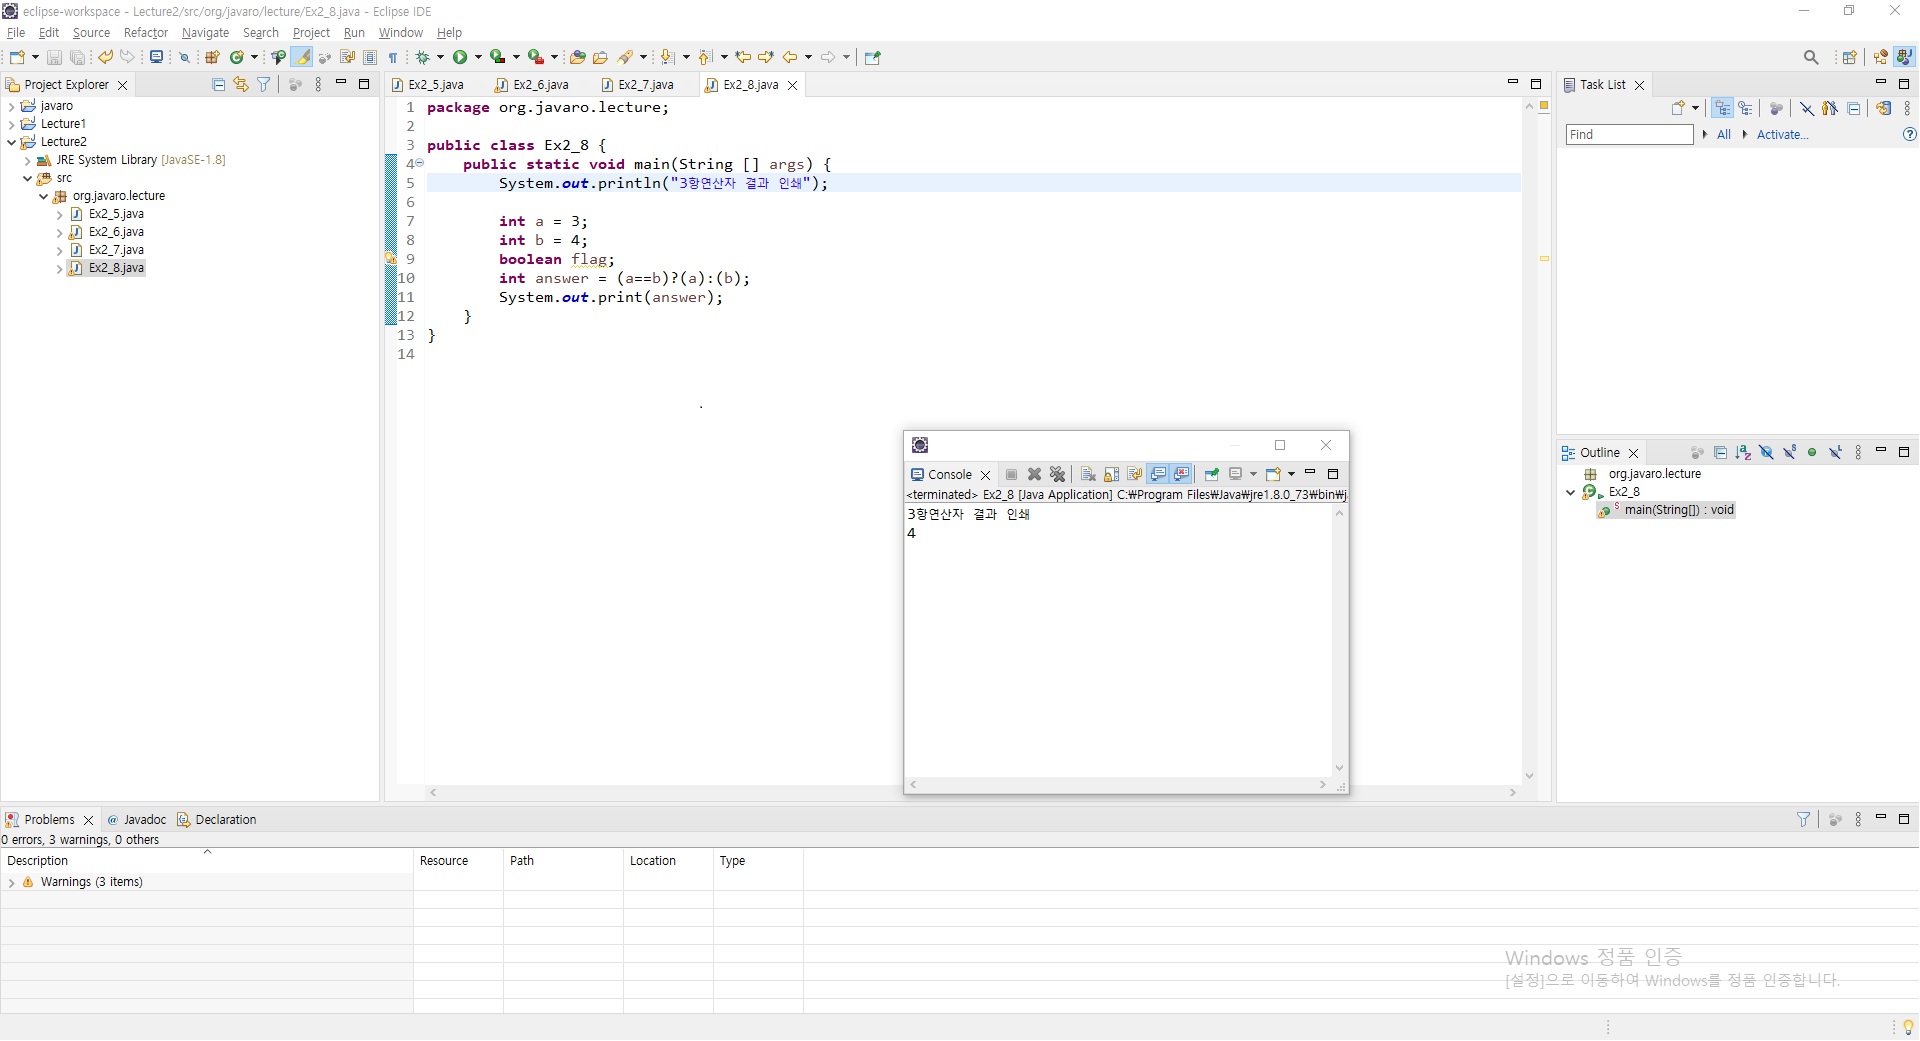 eclipse-workspace - Lecture2/src/org/javaro/lecture/Ex2_8.java - Eclipse IDE
File Edit Source Refactor Navigate Search Project Run Window Help
Project Explorer
javaro
Lecture1
Lecture2
JRE System Library [JavaSE-1.8]
src
org.javaro.lecture
Ex2_5.java
Ex2_6.java
Ex2_7.java
Ex2_8.java
Ex2_5.java Ex2_6.java Ex2_7.java Ex2_8.java
1 package org.javaro.lecture;
2
3 public class Ex2_8 {
4 public static void main(String [] args) {
5 System.out.println("3항연산자 결과 인쇄");
6
7 int a = 3;
8 int b = 4;
9 boolean flag;
10 int answer = (a==b)?(a):(b);
11 System.out.print(answer);
12 }
13 }
14
Console
<terminated> Ex2_8 [Java Application] C:₩Program Files₩Java₩jre1.8.0_73₩bin₩j
3항연산자 결과 인쇄
4
Task List
Find All Activate...
Outline
org.javaro.lecture
Ex2_8
main(String[]) : void
Problems @ Javadoc Declaration
0 errors, 3 warnings, 0 others
Description Resource Path Location Type
Warnings (3 items)
Windows 정품 인증
[설정]으로 이동하여 Windows를 정품 인증합니다.